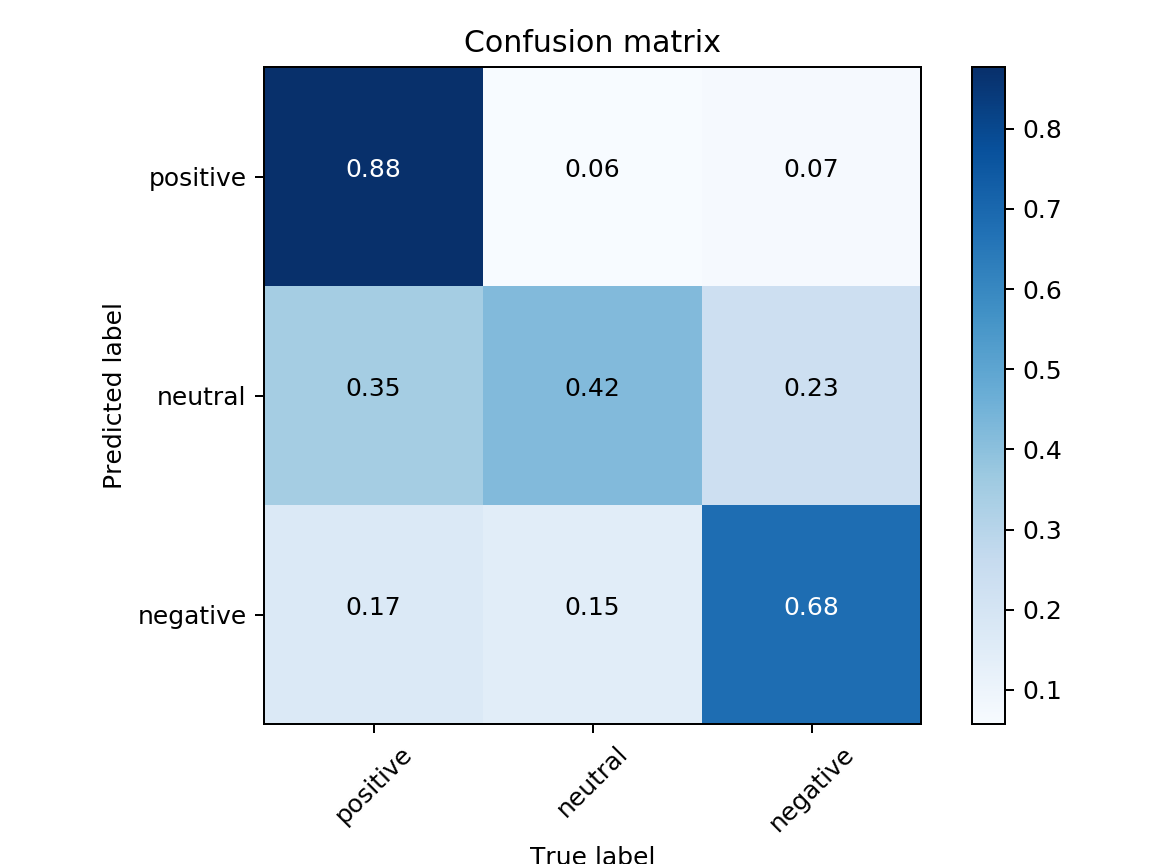 Confusion matrix
positive
0.88
0.06
0.07
neutral
0.35
0.42
0.23
negative
0.17
0.15
0.68
Predicted label
positive
neutral
negative
True label
0.8
0.7
0.6
0.5
0.4
0.3
0.2
0.1